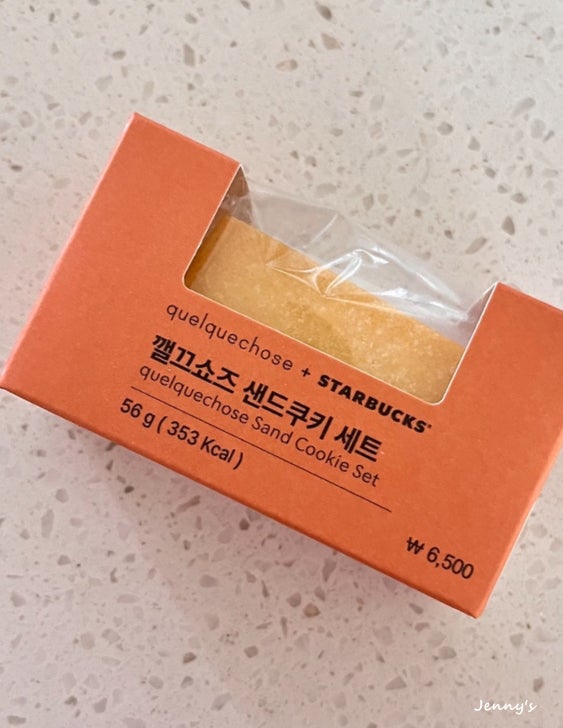 quelquechose + STARBUCKS®
깰끄쇼즈 샌드쿠키 세트
quelquechose Sand Cookie Set
56 g ( 353 Kcal )
₩ 6,500
Jenny's